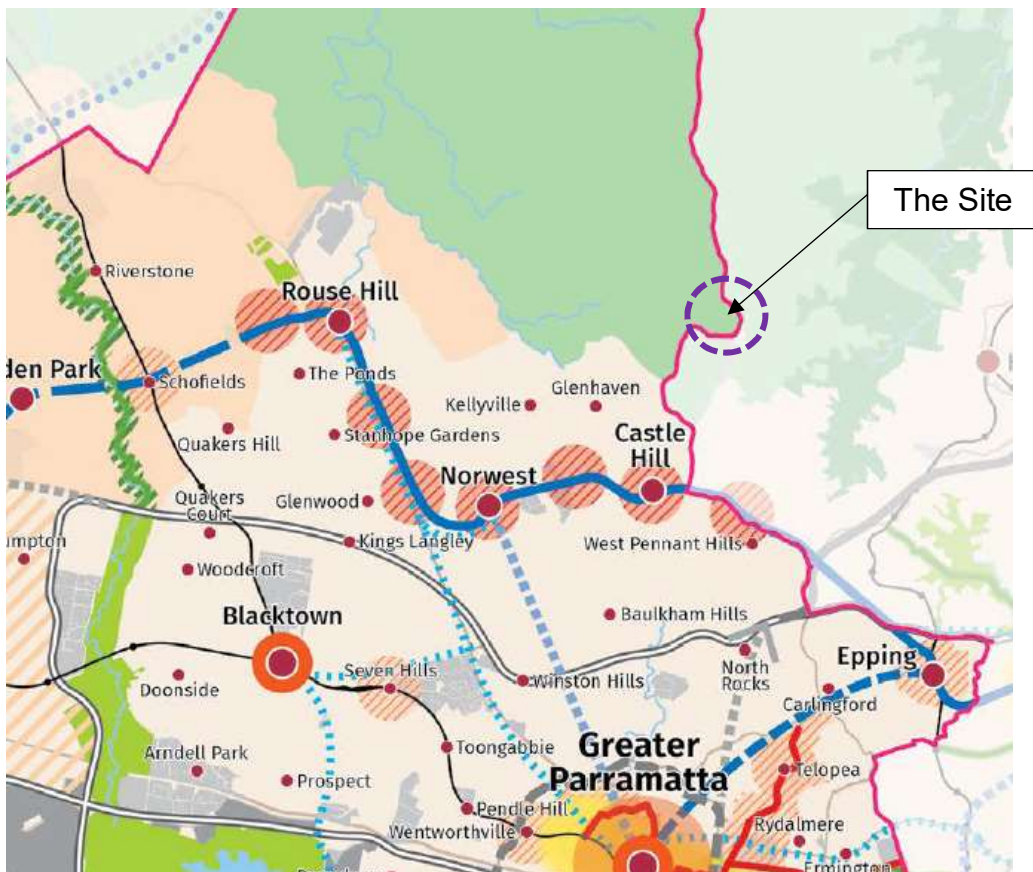 The Site
Riverstone
Rouse Hill
den Park
Schofields
The Ponds
Glenhaven
Kellyville
Quakers Hill
Stanhope Gardens
Castle
Hill
Norwest
Quakers
Court
Glenwood
umpton
Kings Langley
West Pennant Hills
Woodcroft
Blacktown
Baulkham Hills
Epping
Doonside
Seven Hills
Winston Hills
North
Rocks
Carlingford
Arndell Park
Toongabbie
Greater
Parramatta
Telopea
Prospect
Pendle Hill
Wentworthville
Rydalmere
Ermington